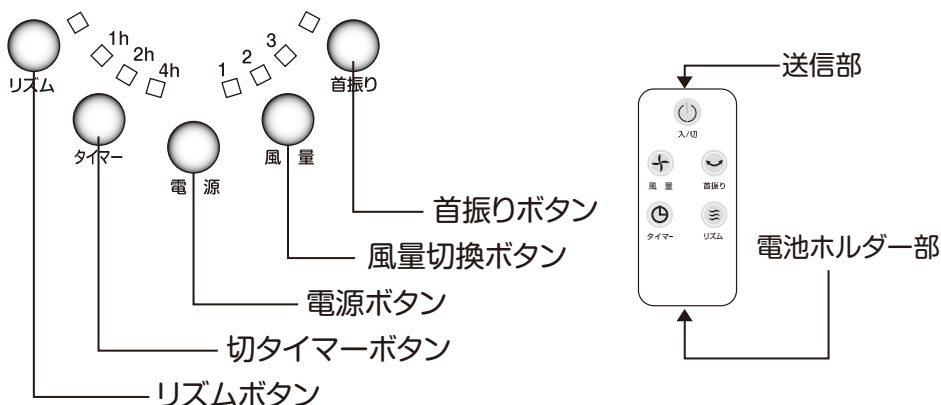 1h
2h
4h
1
2
3
リズム
首振り
タイマー
風 量
電 源
首振りボタン
風量切換ボタン
電源ボタン
切タイマーボタン
リズムボタン
送信部
入/切
風 量
首振り
タイマー
リズム
電池ホルダー部